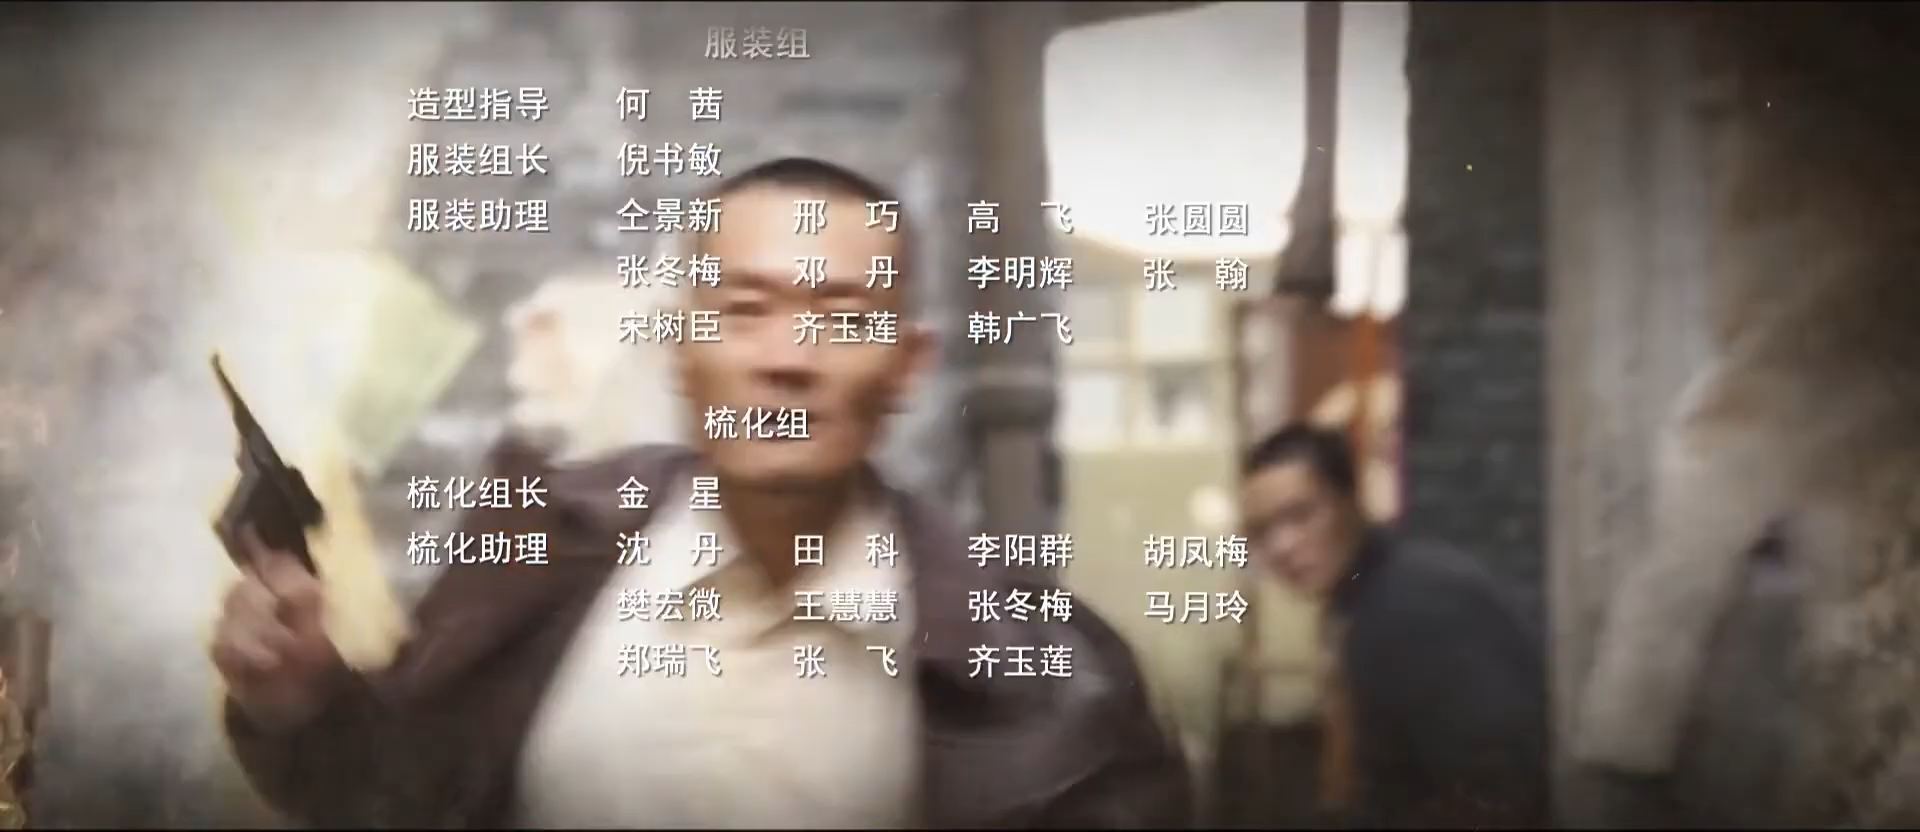 服装组
造型指导 何 茜
服装组长 倪书敏
服装助理 仝景新 邢 巧 高 飞 张圆圆
张冬梅 邓 丹 李明辉 张 翰
宋树臣 齐玉莲 韩广飞
梳化组
梳化组长 金 星
梳化助理 沈 丹 田 科 李阳群 胡凤梅
樊宏微 王慧慧 张冬梅 马月玲
郑瑞飞 张 飞 齐玉莲